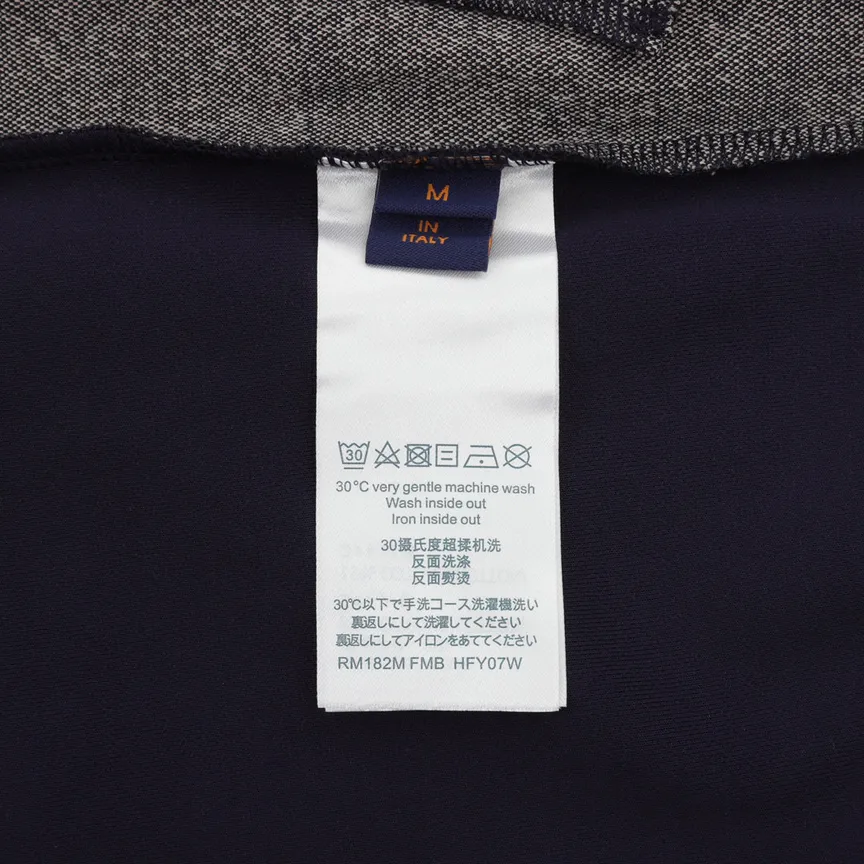 M
IN
ITALY
30
30°C very gentle machine wash
Wash inside out
Iron inside out
30摄氏度超揉机洗
反面洗涤
反面熨烫
30℃以下で手洗コース洗濯機洗い
裏返しにして洗濯してください
裏返しにしてアイロンをあててください
RM182M FMB HFY07W